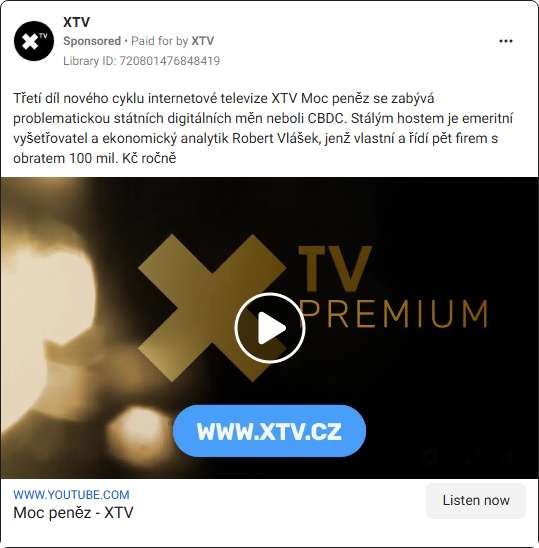 XTV
Sponsored • Paid for by XTV
Library ID: 720801476848419
Třetí díl nového cyklu internetové televize XTV Moc peněz se zabývá
problematickou státních digitálních měn neboli CBDC. Stálým hostem je emeritní
vyšetřovatel a ekonomický analytik Robert Vlášek, jenž vlastní a řídí pět firem s
obratem 100 mil. Kč ročně
X TV
PREMIUM
WWW.XTV.CZ
WWW.YOUTUBE.COM
Moc peněz - XTV
Listen now